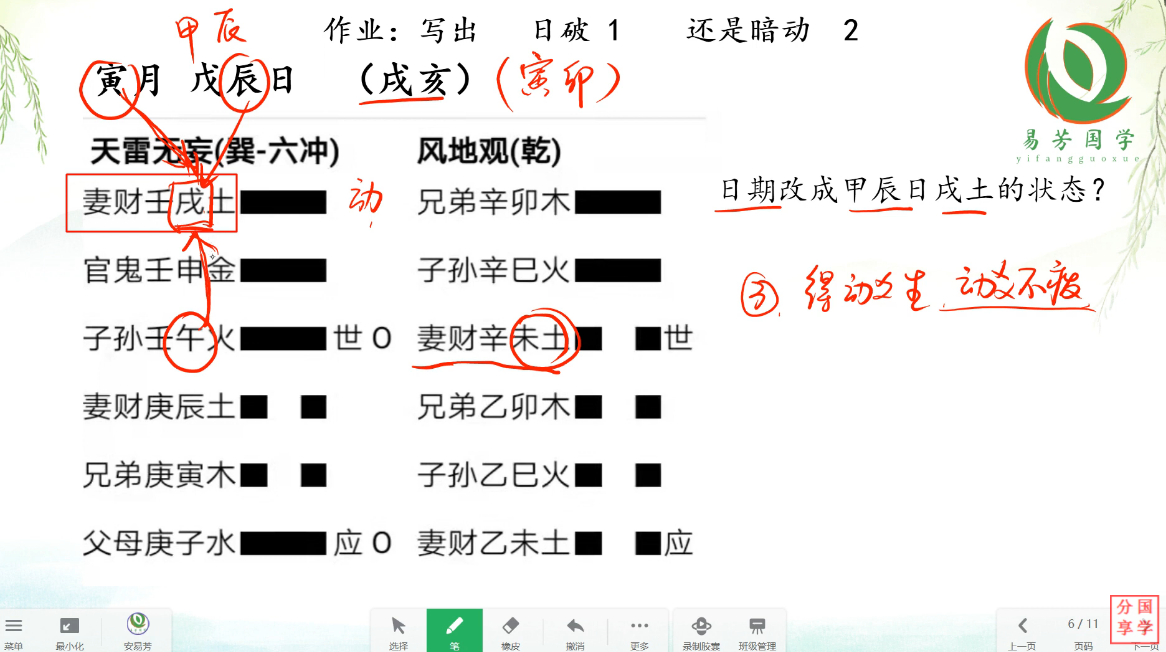 甲辰
作业：写出 日破 1 还是暗动 2
寅月 戊辰日 （戌亥）（寅卯）
易芳国学
yifangguoxue
天雷无妄(巽-六冲) 风地观(乾)
妻财壬戌土 动 兄弟辛卯木
日期改成甲辰日戌土的状态？
官鬼壬申金 子孙辛巳火
③得动爻生 动爻不疲
子孙壬午火 世 O 妻财辛未土 世
妻财庚辰土 兄弟乙卯木
兄弟庚寅木 子孙乙巳火
父母庚子水 应 O 妻财乙未土 应
分国
享学
6/11
菜单 最小化 安易芳 选择 笔 橡皮 撤消 更多 录制胶囊 班级管理 上一页 页码 下一页